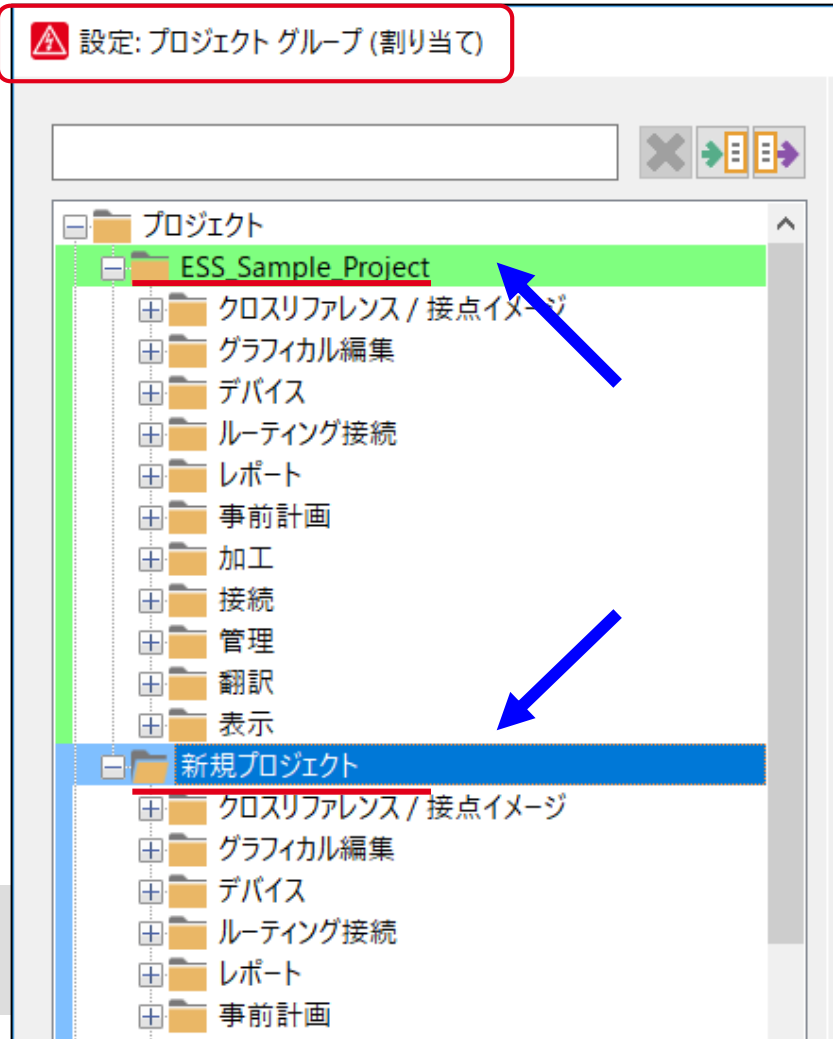 設定: プロジェクト グループ (割り当て)
プロジェクト
ESS_Sample_Project
クロスリファレンス / 接点イメージ
グラフィカル編集
デバイス
ルーティング接続
レポート
事前計画
加工
接続
管理
翻訳
表示
新規プロジェクト
クロスリファレンス / 接点イメージ
グラフィカル編集
デバイス
ルーティング接続
レポート
事前計画